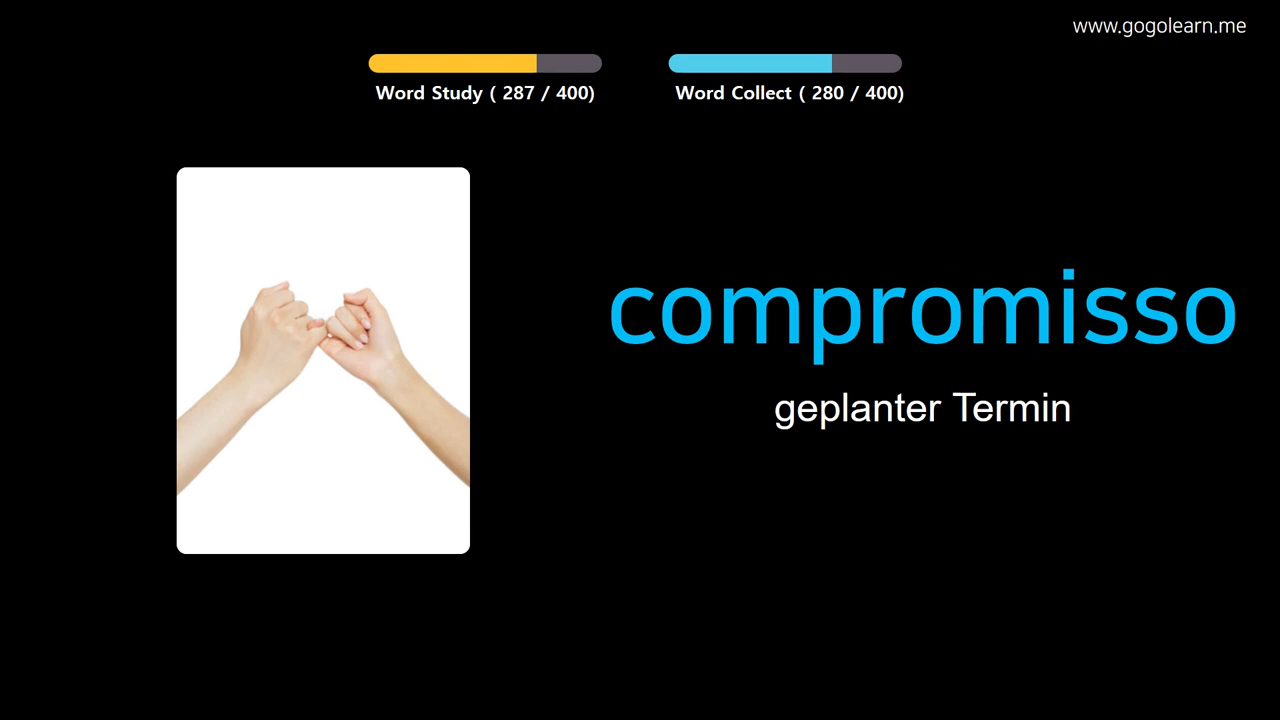 www.gogolearn.me
Word Study ( 287 / 400)
Word Collect ( 280 / 400)
compromisso
geplanter Termin